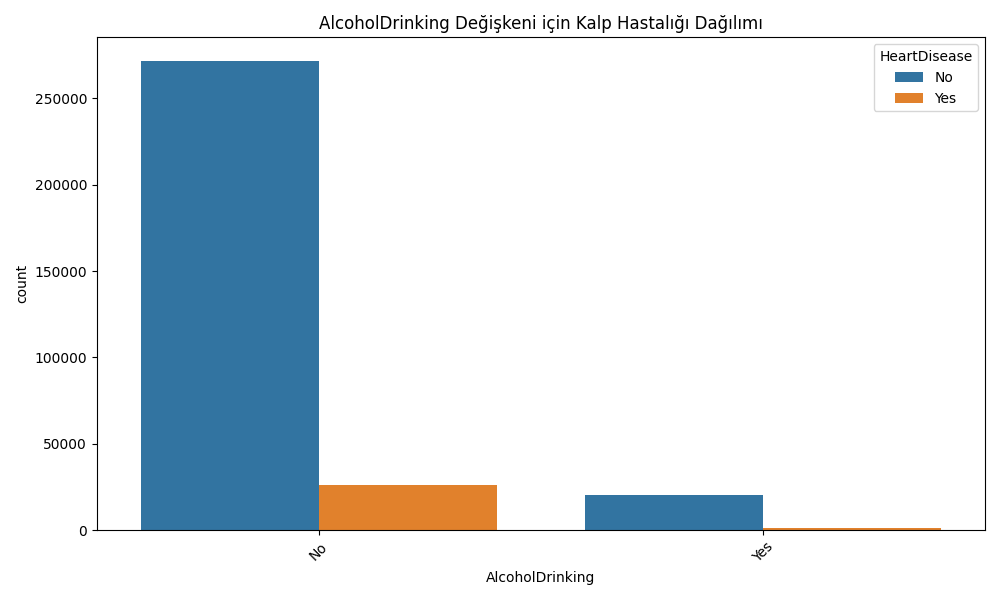 AlcoholDrinking Değişkeni için Kalp Hastalığı Dağılımı
HeartDisease
No
Yes
250000
200000
150000
100000
50000
0
count
No
Yes
AlcoholDrinking